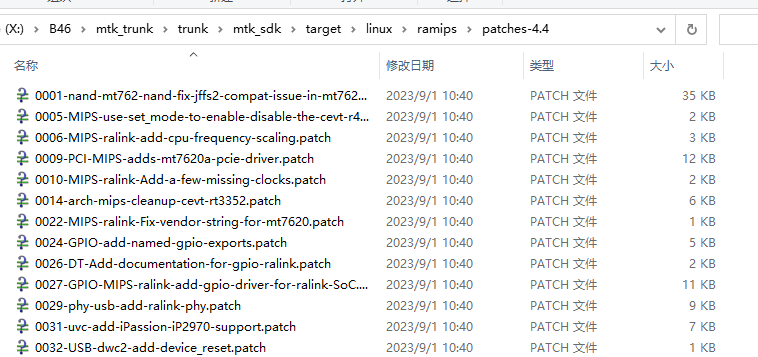 (X:) B46 mtk_trunk trunk mtk_sdk target linux ramips patches-4.4
名称 修改日期 类型 大小
0001-nand-mt762-nand-fix-jffs2-compat-issue-in-mt762... 2023/9/1 10:40 PATCH 文件 35 KB
0005-MIPS-use-set_mode-to-enable-disable-the-cevt-r4... 2023/9/1 10:40 PATCH 文件 2 KB
0006-MIPS-ralink-add-cpu-frequency-scaling.patch 2023/9/1 10:40 PATCH 文件 3 KB
0009-PCI-MIPS-adds-mt7620a-pcie-driver.patch 2023/9/1 10:40 PATCH 文件 12 KB
0010-MIPS-ralink-Add-a-few-missing-clocks.patch 2023/9/1 10:40 PATCH 文件 2 KB
0014-arch-mips-cleanup-cevt-rt3352.patch 2023/9/1 10:40 PATCH 文件 6 KB
0022-MIPS-ralink-Fix-vendor-string-for-mt7620.patch 2023/9/1 10:40 PATCH 文件 1 KB
0024-GPIO-add-named-gpio-exports.patch 2023/9/1 10:40 PATCH 文件 5 KB
0026-DT-Add-documentation-for-gpio-ralink.patch 2023/9/1 10:40 PATCH 文件 2 KB
0027-GPIO-MIPS-ralink-add-gpio-driver-for-ralink-SoC.... 2023/9/1 10:40 PATCH 文件 11 KB
0029-phy-usb-add-ralink-phy.patch 2023/9/1 10:40 PATCH 文件 9 KB
0031-uvc-add-iPassion-iP2970-support.patch 2023/9/1 10:40 PATCH 文件 7 KB
0032-USB-dwc2-add-device_reset.patch 2023/9/1 10:40 PATCH 文件 1 KB